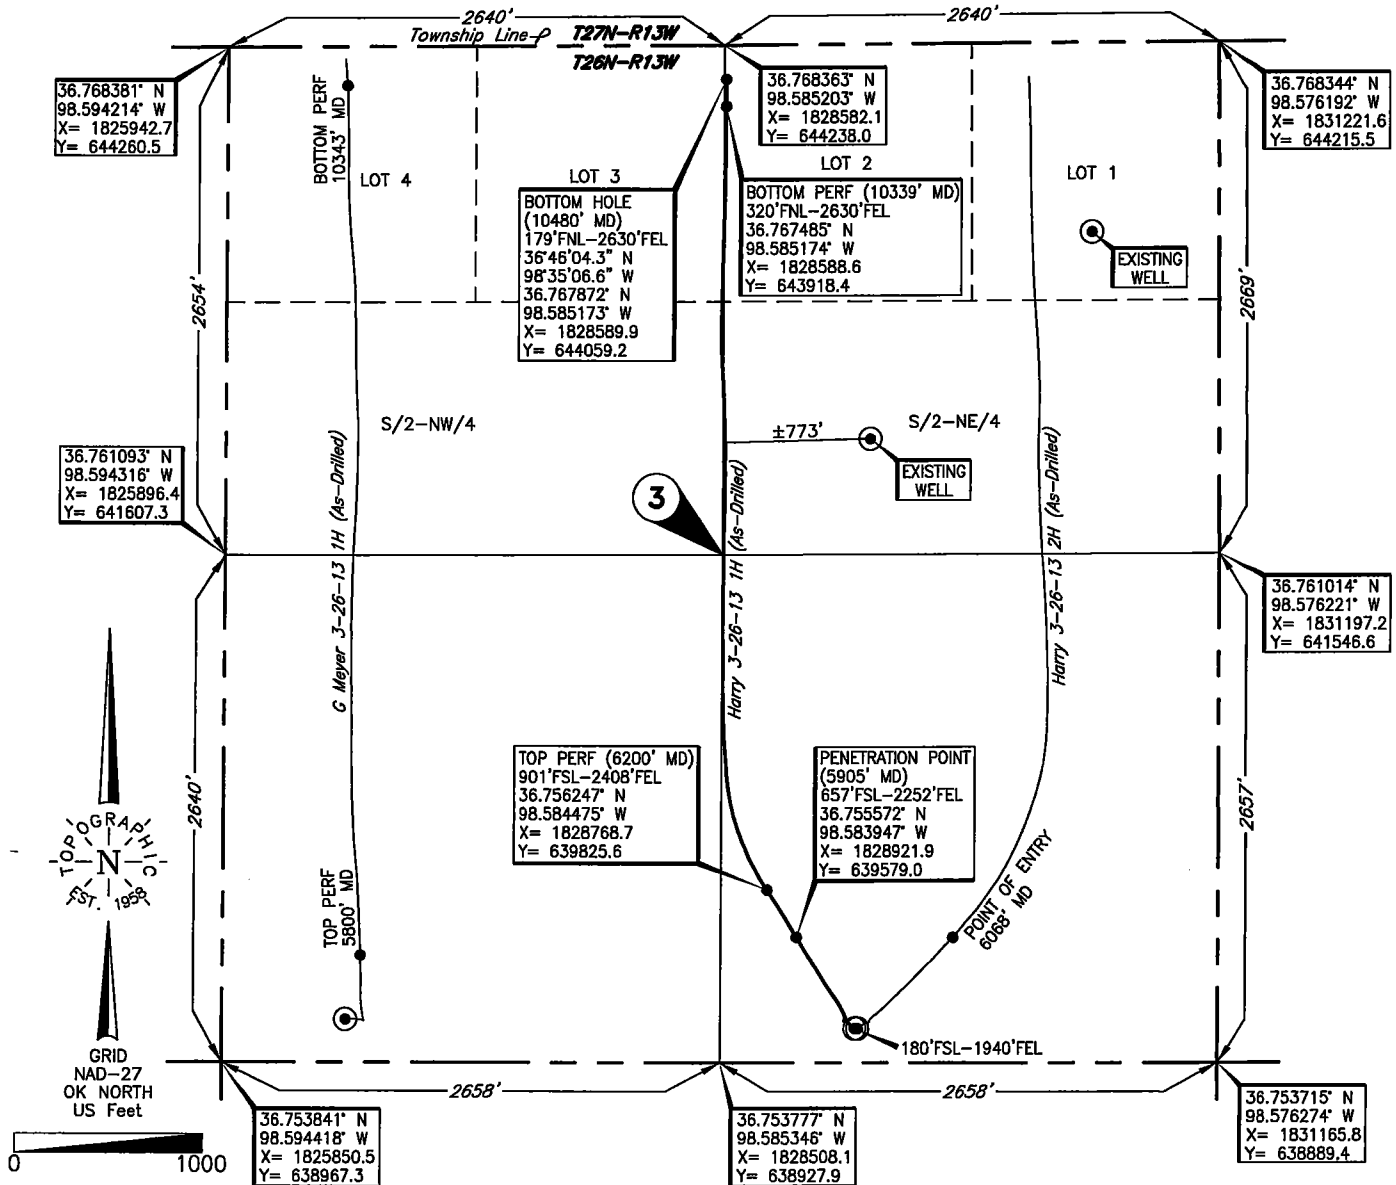 2640'
2640'
Township Line
T27N-R13W
T26N-R13W
36.768381° N
98.594214° W
X= 1825942.7
Y= 644260.5
36.768363° N
98.585203° W
X= 1828582.1
Y= 644238.0
36.768344° N
98.576192° W
X= 1831221.6
Y= 644215.5
BOTTOM PERF
10343' MD
LOT 4
LOT 3
LOT 2
LOT 1
BOTTOM HOLE
(10480' MD)
179'FNL-2630'FEL
36°46'04.3" N
98°35'06.6" W
36.767872° N
98.585173° W
X= 1828589.9
Y= 644059.2
BOTTOM PERF (10339' MD)
320'FNL-2630'FEL
36.767485° N
98.585174° W
X= 1828588.6
Y= 643918.4
EXISTING
WELL
2654'
2669'
S/2-NW/4
S/2-NE/4
±773'
EXISTING
WELL
36.761093° N
98.594316° W
X= 1825896.4
Y= 641607.3
3
G Meyer 3-26-13 1H (As-Drilled)
Harry 3-26-13 1H (As-Drilled)
Harry 3-26-13 2H (As-Drilled)
36.761014° N
98.576221° W
X= 1831197.2
Y= 641546.6
2640'
2657'
TOP PERF (6200' MD)
901'FSL-2408'FEL
36.756247° N
98.584475° W
X= 1828768.7
Y= 639825.6
PENETRATION POINT
(5905' MD)
657'FSL-2252'FEL
36.755572° N
98.583947° W
X= 1828921.9
Y= 639579.0
TOPOGRAPHIC
N
EST. 1958
TOP PERF
5800' MD
POINT OF ENTRY
6068' MD
180'FSL-1940'FEL
GRID
NAD-27
OK NORTH
US Feet
0
1000
2658'
2658'
36.753841° N
98.594418° W
X= 1825850.5
Y= 638967.3
36.753777° N
98.585346° W
X= 1828508.1
Y= 638927.9
36.753715° N
98.576274° W
X= 1831165.8
Y= 638889.4